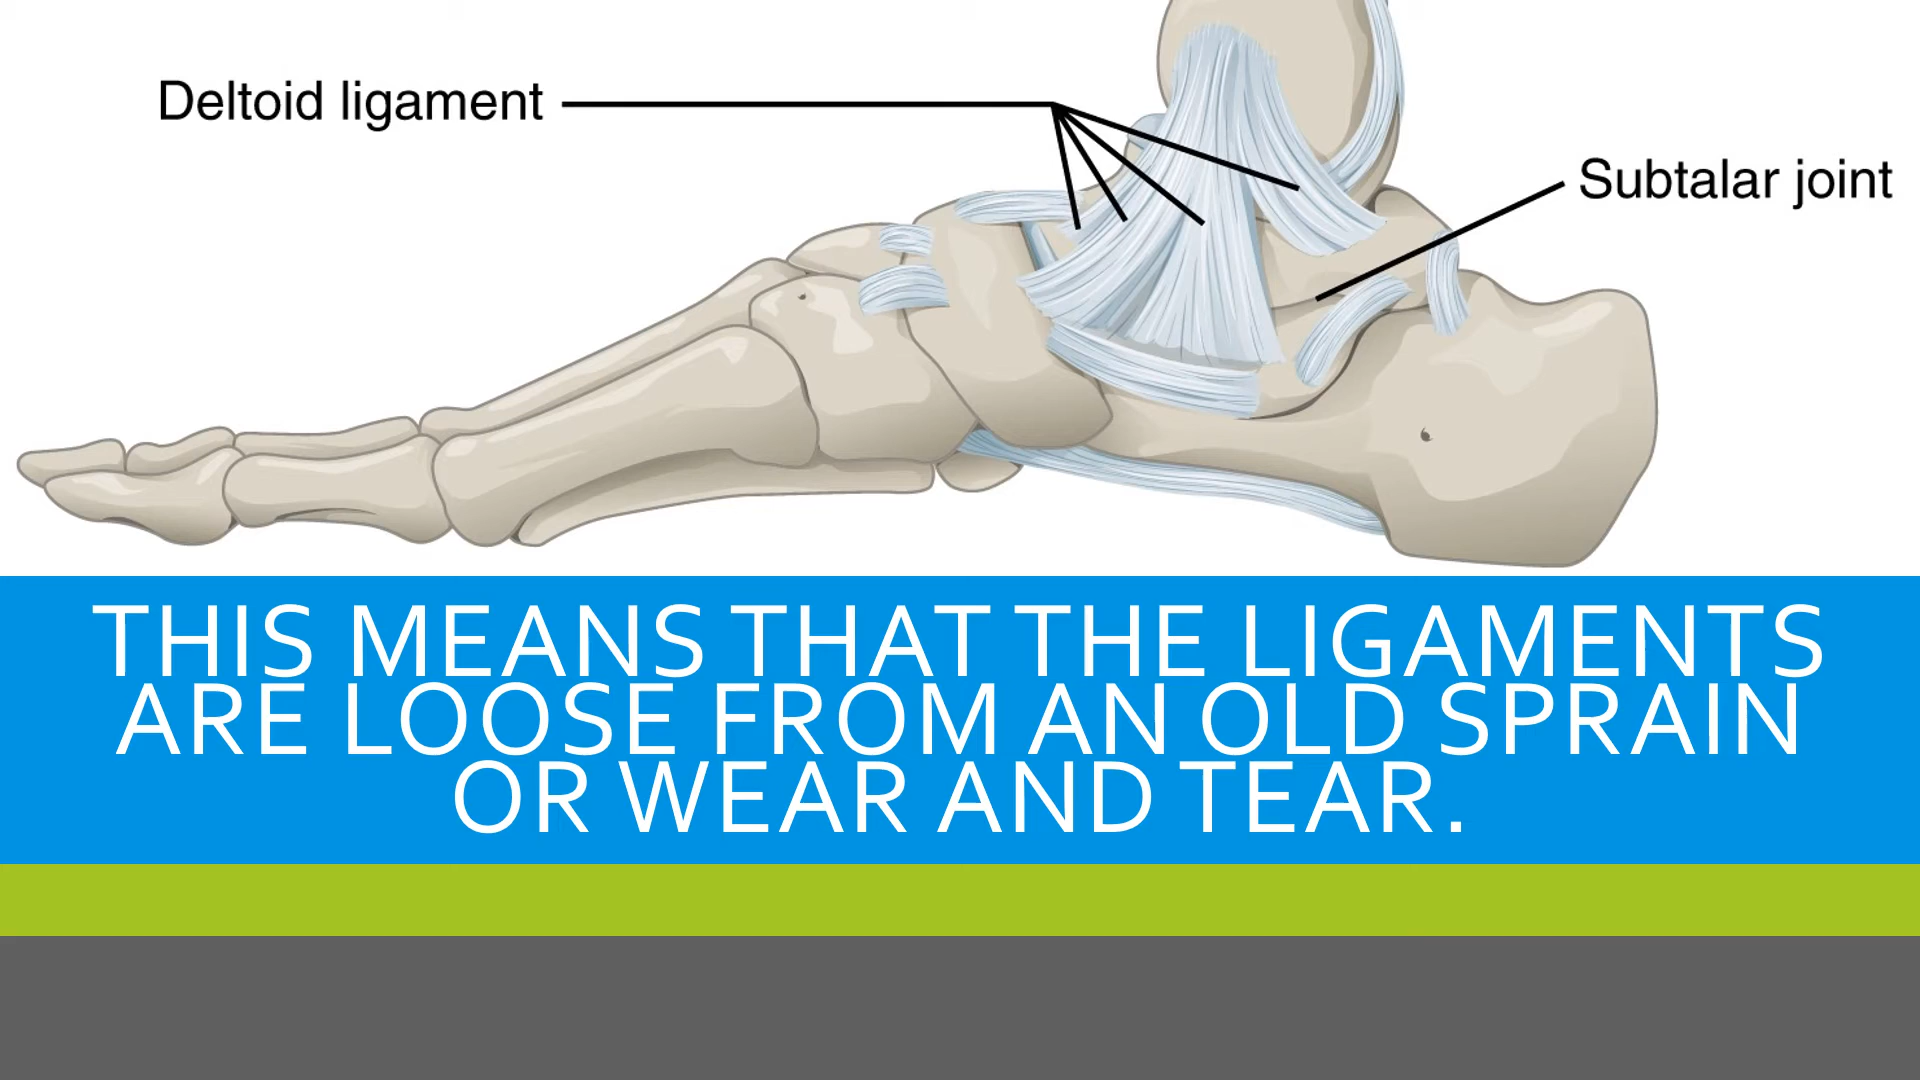 Deltoid ligament
Subtalar joint
THIS MEANS THAT THE LIGAMENTS
ARE LOOSE FROM AN OLD SPRAIN
OR WEAR AND TEAR.